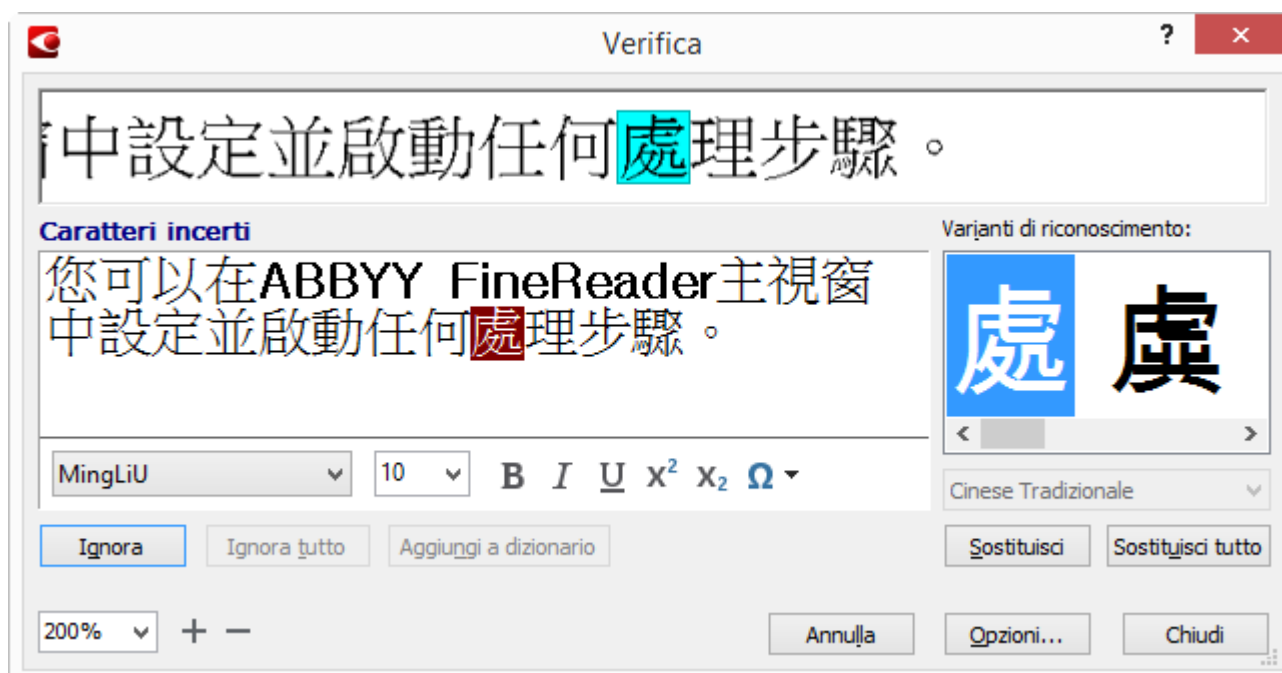 Verifica
?
中設定並啟動任何處理步驟。
Caratteri incerti
Varianti di riconoscimento:
您可以在ABBYY FineReader主視窗
中設定並啟動任何處理步驟。
處
MingLiU
10
B I U X² X₂ Ω
Cinese Tradizionale
Ignora
Ignora tutto
Aggiungi a dizionario
Sostituisci
Sostituisci tutto
200%
Annulla
Opzioni...
Chiudi